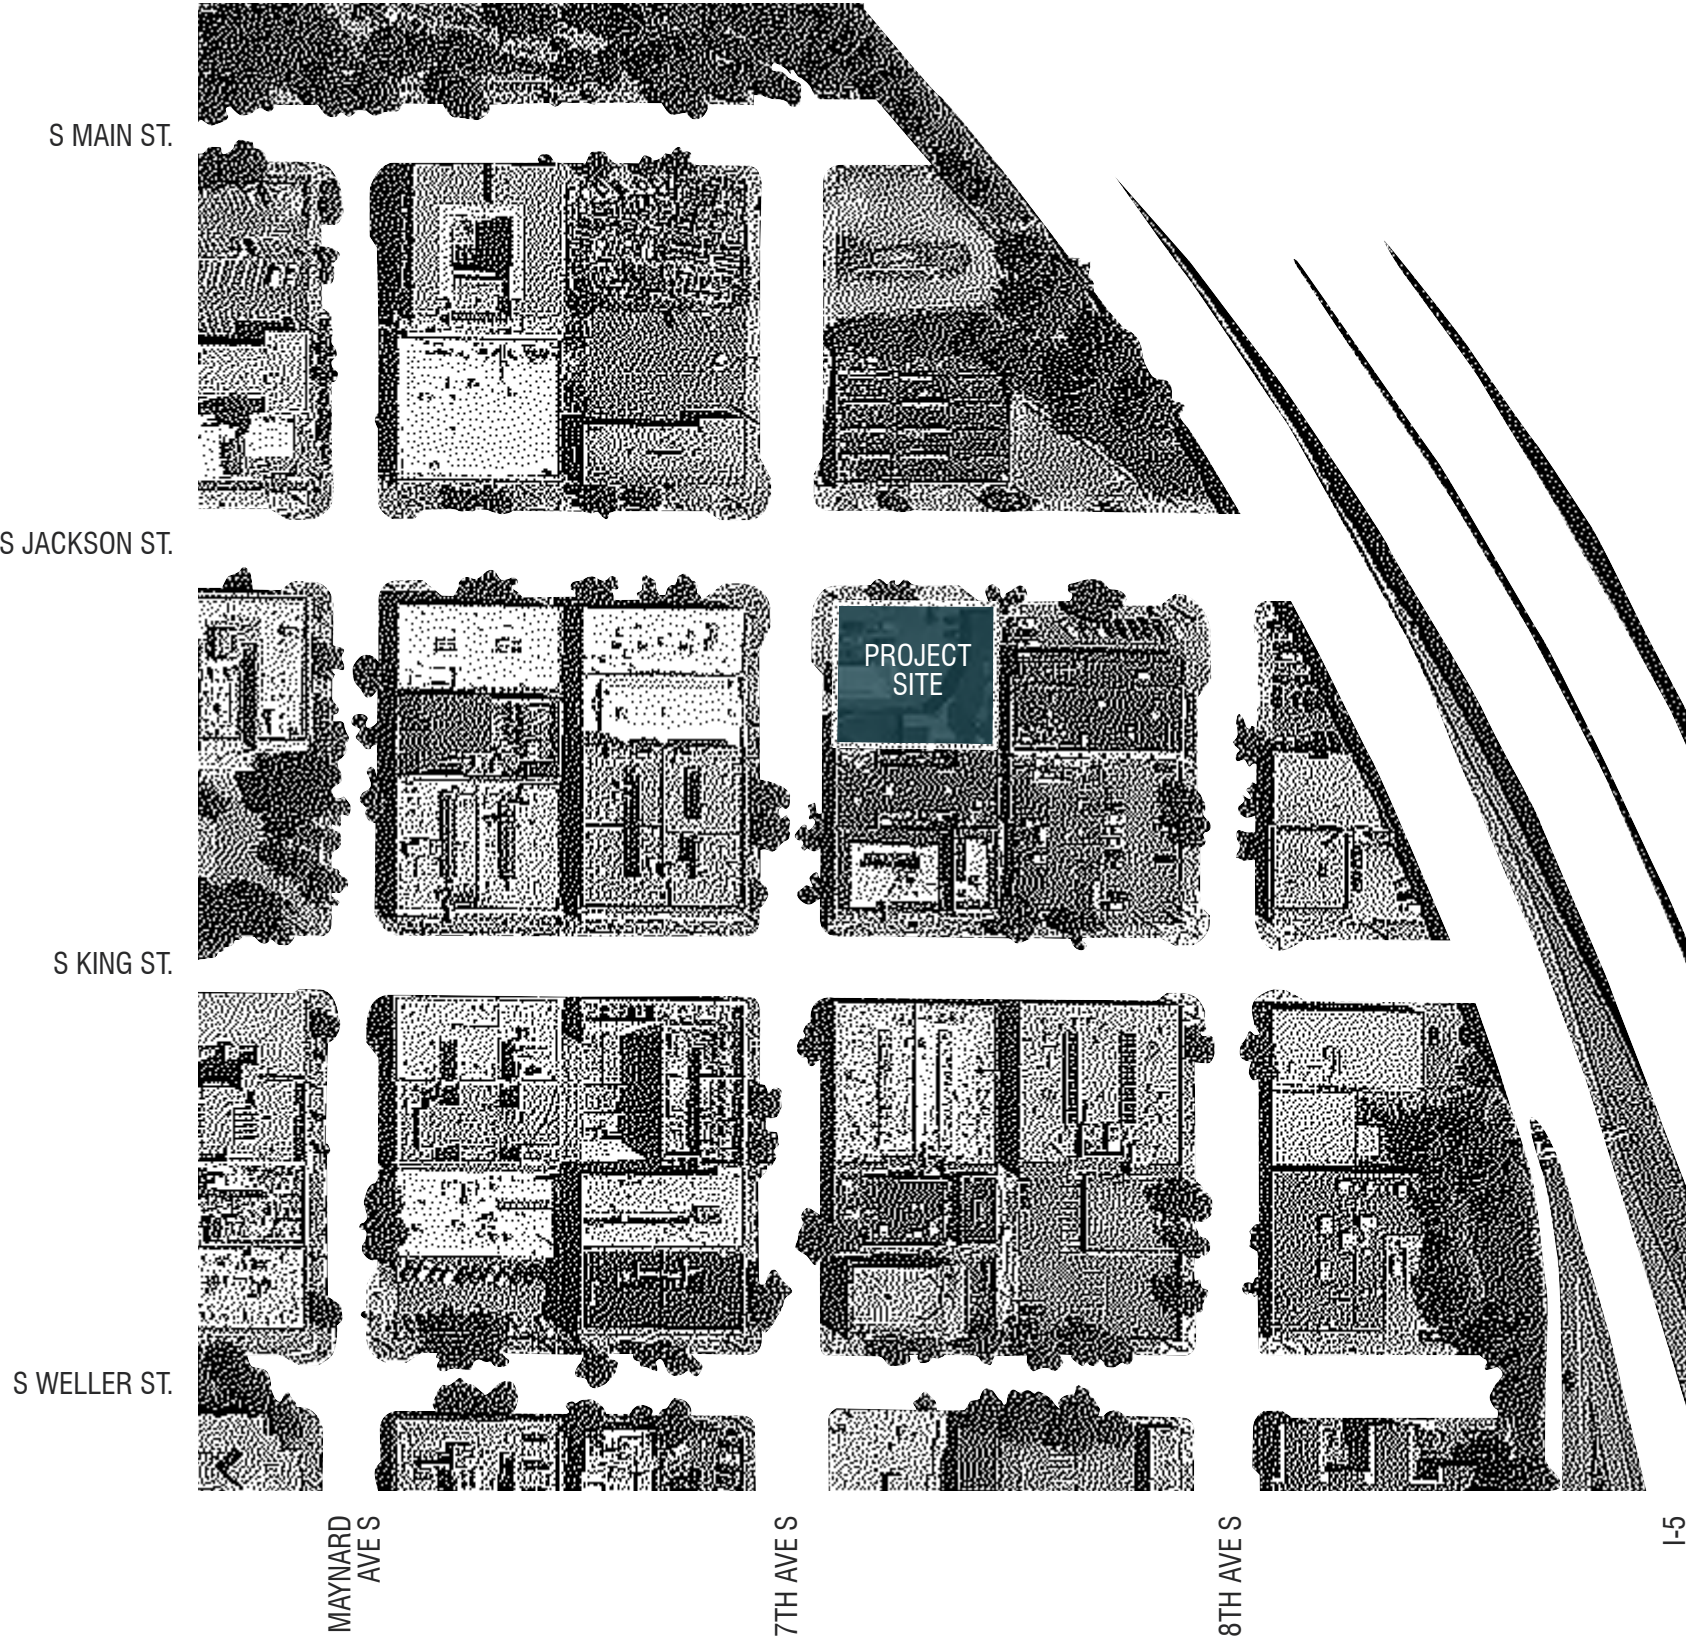 S MAIN ST.
S JACKSON ST.
PROJECT
SITE
S KING ST.
S WELLER ST.
MAYNARD
AVE S
7TH AVE S
8TH AVE S
I-5